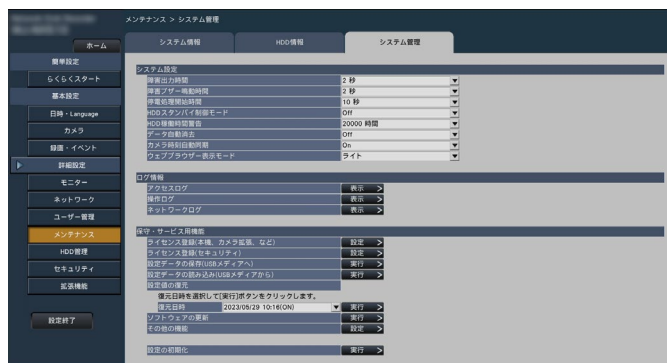 メンテナンス > システム管理
ホーム
システム情報
HDD情報
システム管理
簡単設定
らくらくスタート
基本設定
日時・Language
カメラ
録画・イベント
詳細設定
モニター
ネットワーク
ユーザー管理
メンテナンス
HDD管理
セキュリティ
拡張機能
設定終了
システム設定
障害出力時間 2 秒
障害ブザー鳴動時間 2 秒
停電処理開始時間 10 秒
HDDスタンバイ制御モード Off
HDD稼働時間警告 20000 時間
データ自動消去 Off
カメラ時刻自動同期 On
ウェブブラウザー表示モード ライト
ログ情報
アクセスログ 表示 >
操作ログ 表示 >
ネットワークログ 表示 >
保守・サービス用機能
ライセンス登録(本機、カメラ拡張、など) 設定 >
ライセンス登録(セキュリティ) 設定 >
設定データの保存(USBメディアへ) 実行 >
設定データの読み込み(USBメディアから) 実行 >
設定値の復元
復元日時を選択して[実行]ボタンをクリックします。
復元日時 2023/05/29 10:16(ON) 実行 >
ソフトウェアの更新 実行 >
その他の機能 設定 >
設定の初期化 実行 >